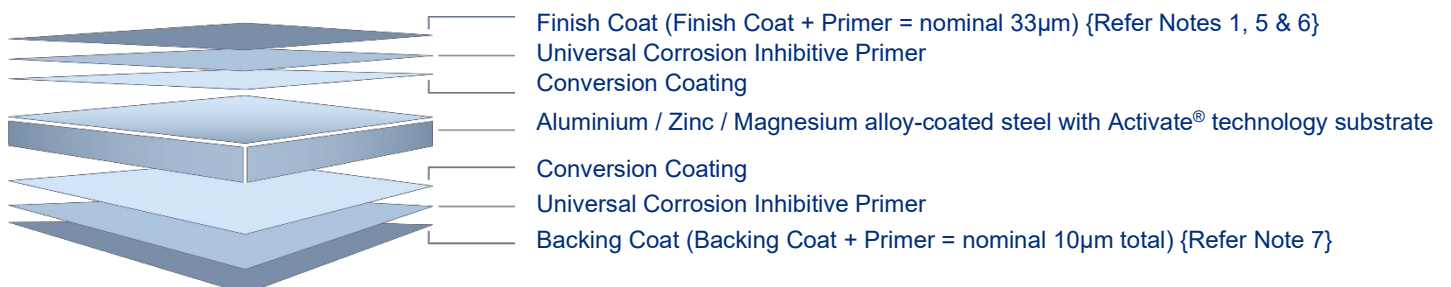 Finish Coat (Finish Coat + Primer = nominal 33µm) {Refer Notes 1, 5 & 6}
Universal Corrosion Inhibitive Primer
Conversion Coating
Aluminium / Zinc / Magnesium alloy-coated steel with Activate® technology substrate
Conversion Coating
Universal Corrosion Inhibitive Primer
Backing Coat (Backing Coat + Primer = nominal 10µm total) {Refer Note 7}